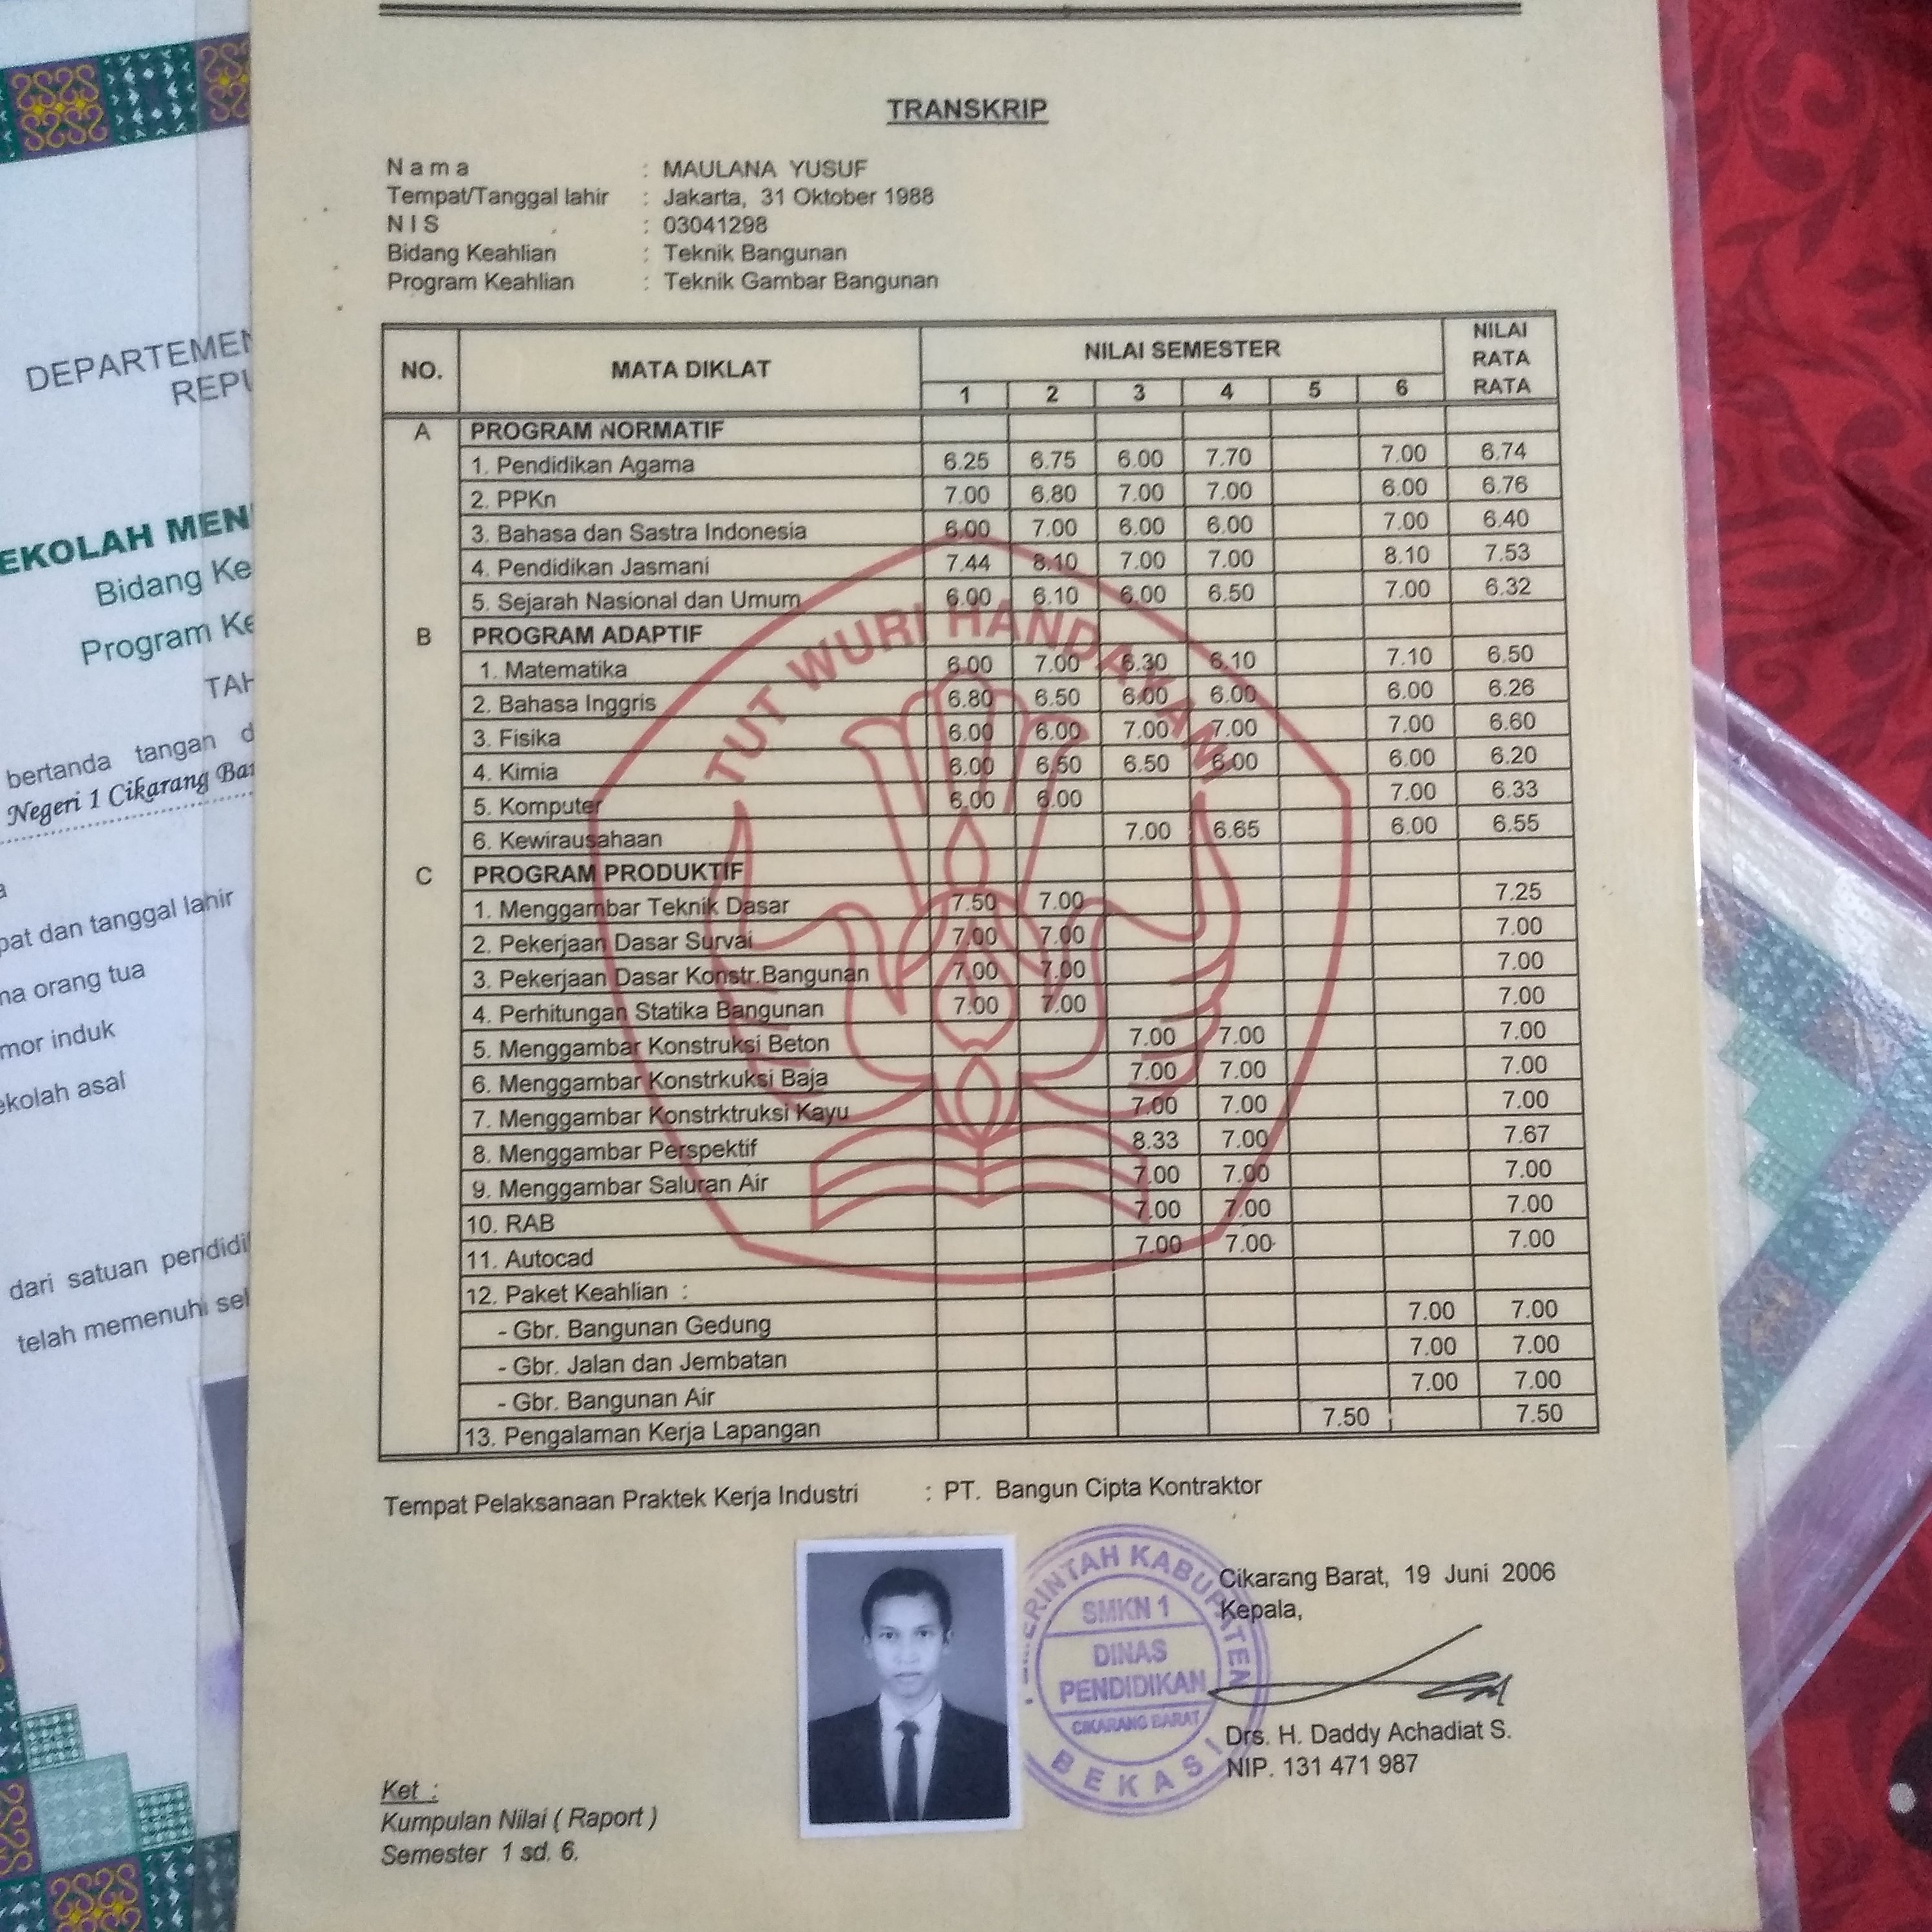 TRANSKRIP
Nama : MAULANA YUSUF
Tempat/Tanggal lahir : Jakarta, 31 Oktober 1988
NIS : 03041298
Bidang Keahlian : Teknik Bangunan
Program Keahlian : Teknik Gambar Bangunan
NO. MATA DIKLAT NILAI SEMESTER NILAI RATA RATA
1 2 3 4 5 6
A PROGRAM NORMATIF
1. Pendidikan Agama 6.25 6.75 6.00 7.70 7.00 6.74
2. PPKn 7.00 6.80 7.00 7.00 6.00 6.76
3. Bahasa dan Sastra Indonesia 6.00 7.00 6.00 6.00 7.00 6.40
4. Pendidikan Jasmani 7.44 8.10 7.00 7.00 8.10 7.53
5. Sejarah Nasional dan Umum 6.00 6.10 6.00 6.50 7.00 6.32
B PROGRAM ADAPTIF
1. Matematika 6.00 7.00 6.30 6.10 7.10 6.50
2. Bahasa Inggris 6.80 6.50 6.00 6.00 6.00 6.26
3. Fisika 6.00 6.00 7.00 7.00 7.00 6.60
4. Kimia 6.00 6.50 6.50 6.00 6.00 6.20
5. Komputer 6.00 6.00 7.00 6.33
6. Kewirausahaan 7.00 6.65 6.00 6.55
C PROGRAM PRODUKTIF
1. Menggambar Teknik Dasar 7.50 7.00 7.25
2. Pekerjaan Dasar Survai 7.00 7.00 7.00
3. Pekerjaan Dasar Konstr.Bangunan 7.00 7.00 7.00
4. Perhitungan Statika Bangunan 7.00 7.00 7.00
5. Menggambar Konstruksi Beton 7.00 7.00 7.00
6. Menggambar Konstrkuksi Baja 7.00 7.00 7.00
7. Menggambar Konstrktruksi Kayu 7.00 7.00 7.00
8. Menggambar Perspektif 8.33 7.00 7.67
9. Menggambar Saluran Air 7.00 7.00 7.00
10. RAB 7.00 7.00 7.00
11. Autocad 7.00 7.00 7.00
12. Paket Keahlian :
- Gbr. Bangunan Gedung 7.00 7.00
- Gbr. Jalan dan Jembatan 7.00 7.00
- Gbr. Bangunan Air 7.00 7.00
13. Pengalaman Kerja Lapangan 7.50 7.50
TUT WURI HANDAYANI
Tempat Pelaksanaan Praktek Kerja Industri : PT. Bangun Cipta Kontraktor
Cikarang Barat, 19 Juni 2006
Kepala,
KABUPATEN
SMKN 1
DINAS
PENDIDIKAN
CIKARANG BARAT
BEKASI
Drs. H. Daddy Achadiat S.
NIP. 131 471 987
Ket :
Kumpulan Nilai ( Raport )
Semester 1 sd. 6.
bertanda tangan
Negeri 1 Cikarang
dan tanggal lahir
orang tua
induk
asal
dari satuan
telah memenuhi